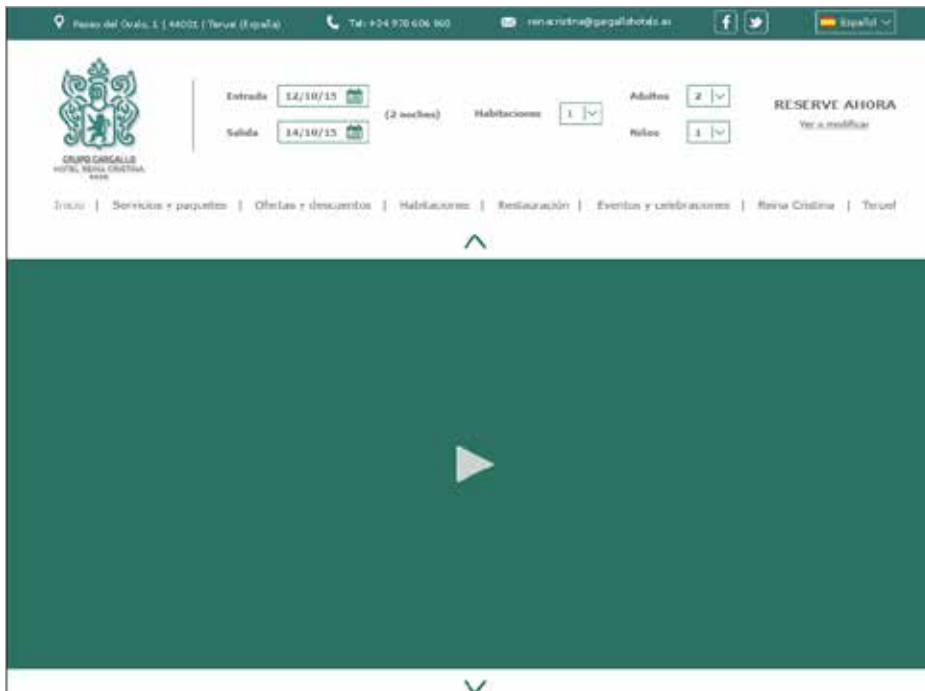 Paseo del Ovalo, 1 | 44001 | Teruel (España)
Tel: +34 978 606 860
reinacristina@gargallohotels.es
Español
GRUPO GARGALLO
HOTEL REINA CRISTINA
Entrada 12/10/15
Salida 14/10/15
(2 noches)
Habitaciones 1
Adultos 2
Niños 1
RESERVE AHORA
Ver o modificar
Inicio | Servicios y paquetes | Ofertas y descuentos | Habitaciones | Restauración | Eventos y celebraciones | Reina Cristina | Teruel